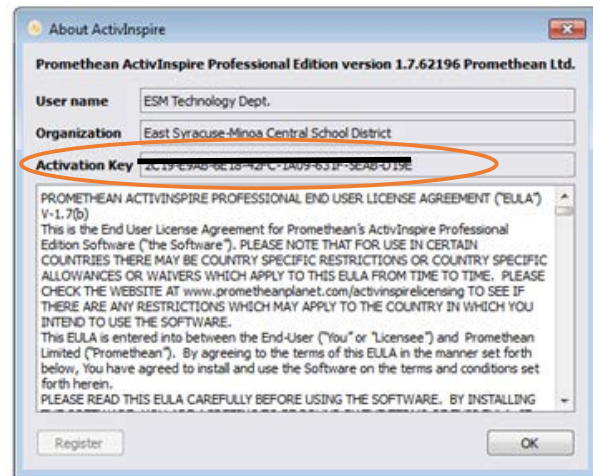 About ActivInspire
Promethean ActivInspire Professional Edition version 1.7.62196 Promethean Ltd.
User name ESM Technology Dept.
Organization East Syracuse-Minoa Central School District
Activation Key
PROMETHEAN ACTIVINSPIRE PROFESSIONAL END USER LICENSE AGREEMENT ("EULA")
V-1.7(b)
This is the End User License Agreement for Promethean's ActivInspire Professional
Edition Software ("the Software"). PLEASE NOTE THAT FOR USE IN CERTAIN
COUNTRIES THERE MAY BE COUNTRY SPECIFIC RESTRICTIONS OR COUNTRY SPECIFIC
ALLOWANCES OR WAIVERS WHICH APPLY TO THIS EULA FROM TIME TO TIME. PLEASE
CHECK THE WEBSITE AT www.prometheanplanet.com/activinspirelicensing TO SEE IF
THERE ARE ANY RESTRICTIONS WHICH MAY APPLY TO THE COUNTRY IN WHICH YOU
INTEND TO USE THE SOFTWARE.
This EULA is entered into between the End-User ("You" or "Licensee") and Promethean
Limited ("Promethean"). By agreeing to the terms of this EULA in the manner set forth
below, You have agreed to install and use the Software on the terms and conditions set
forth herein.
PLEASE READ THIS EULA CAREFULLY BEFORE USING THE SOFTWARE. BY INSTALLING
Register
OK